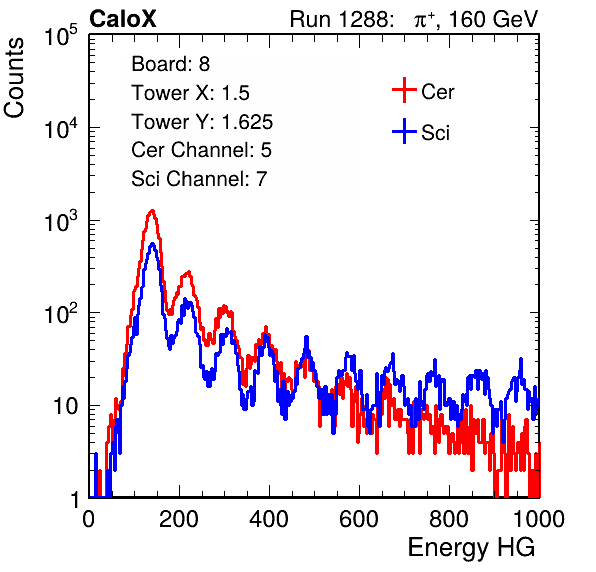 CaloX Run 1288: π⁺, 160 GeV
Board: 8
Tower X: 1.5
Tower Y: 1.625
Cer Channel: 5
Sci Channel: 7
Cer
Sci
Counts
10⁵
10⁴
10³
10²
10
1
0 200 400 600 800 1000
Energy HG